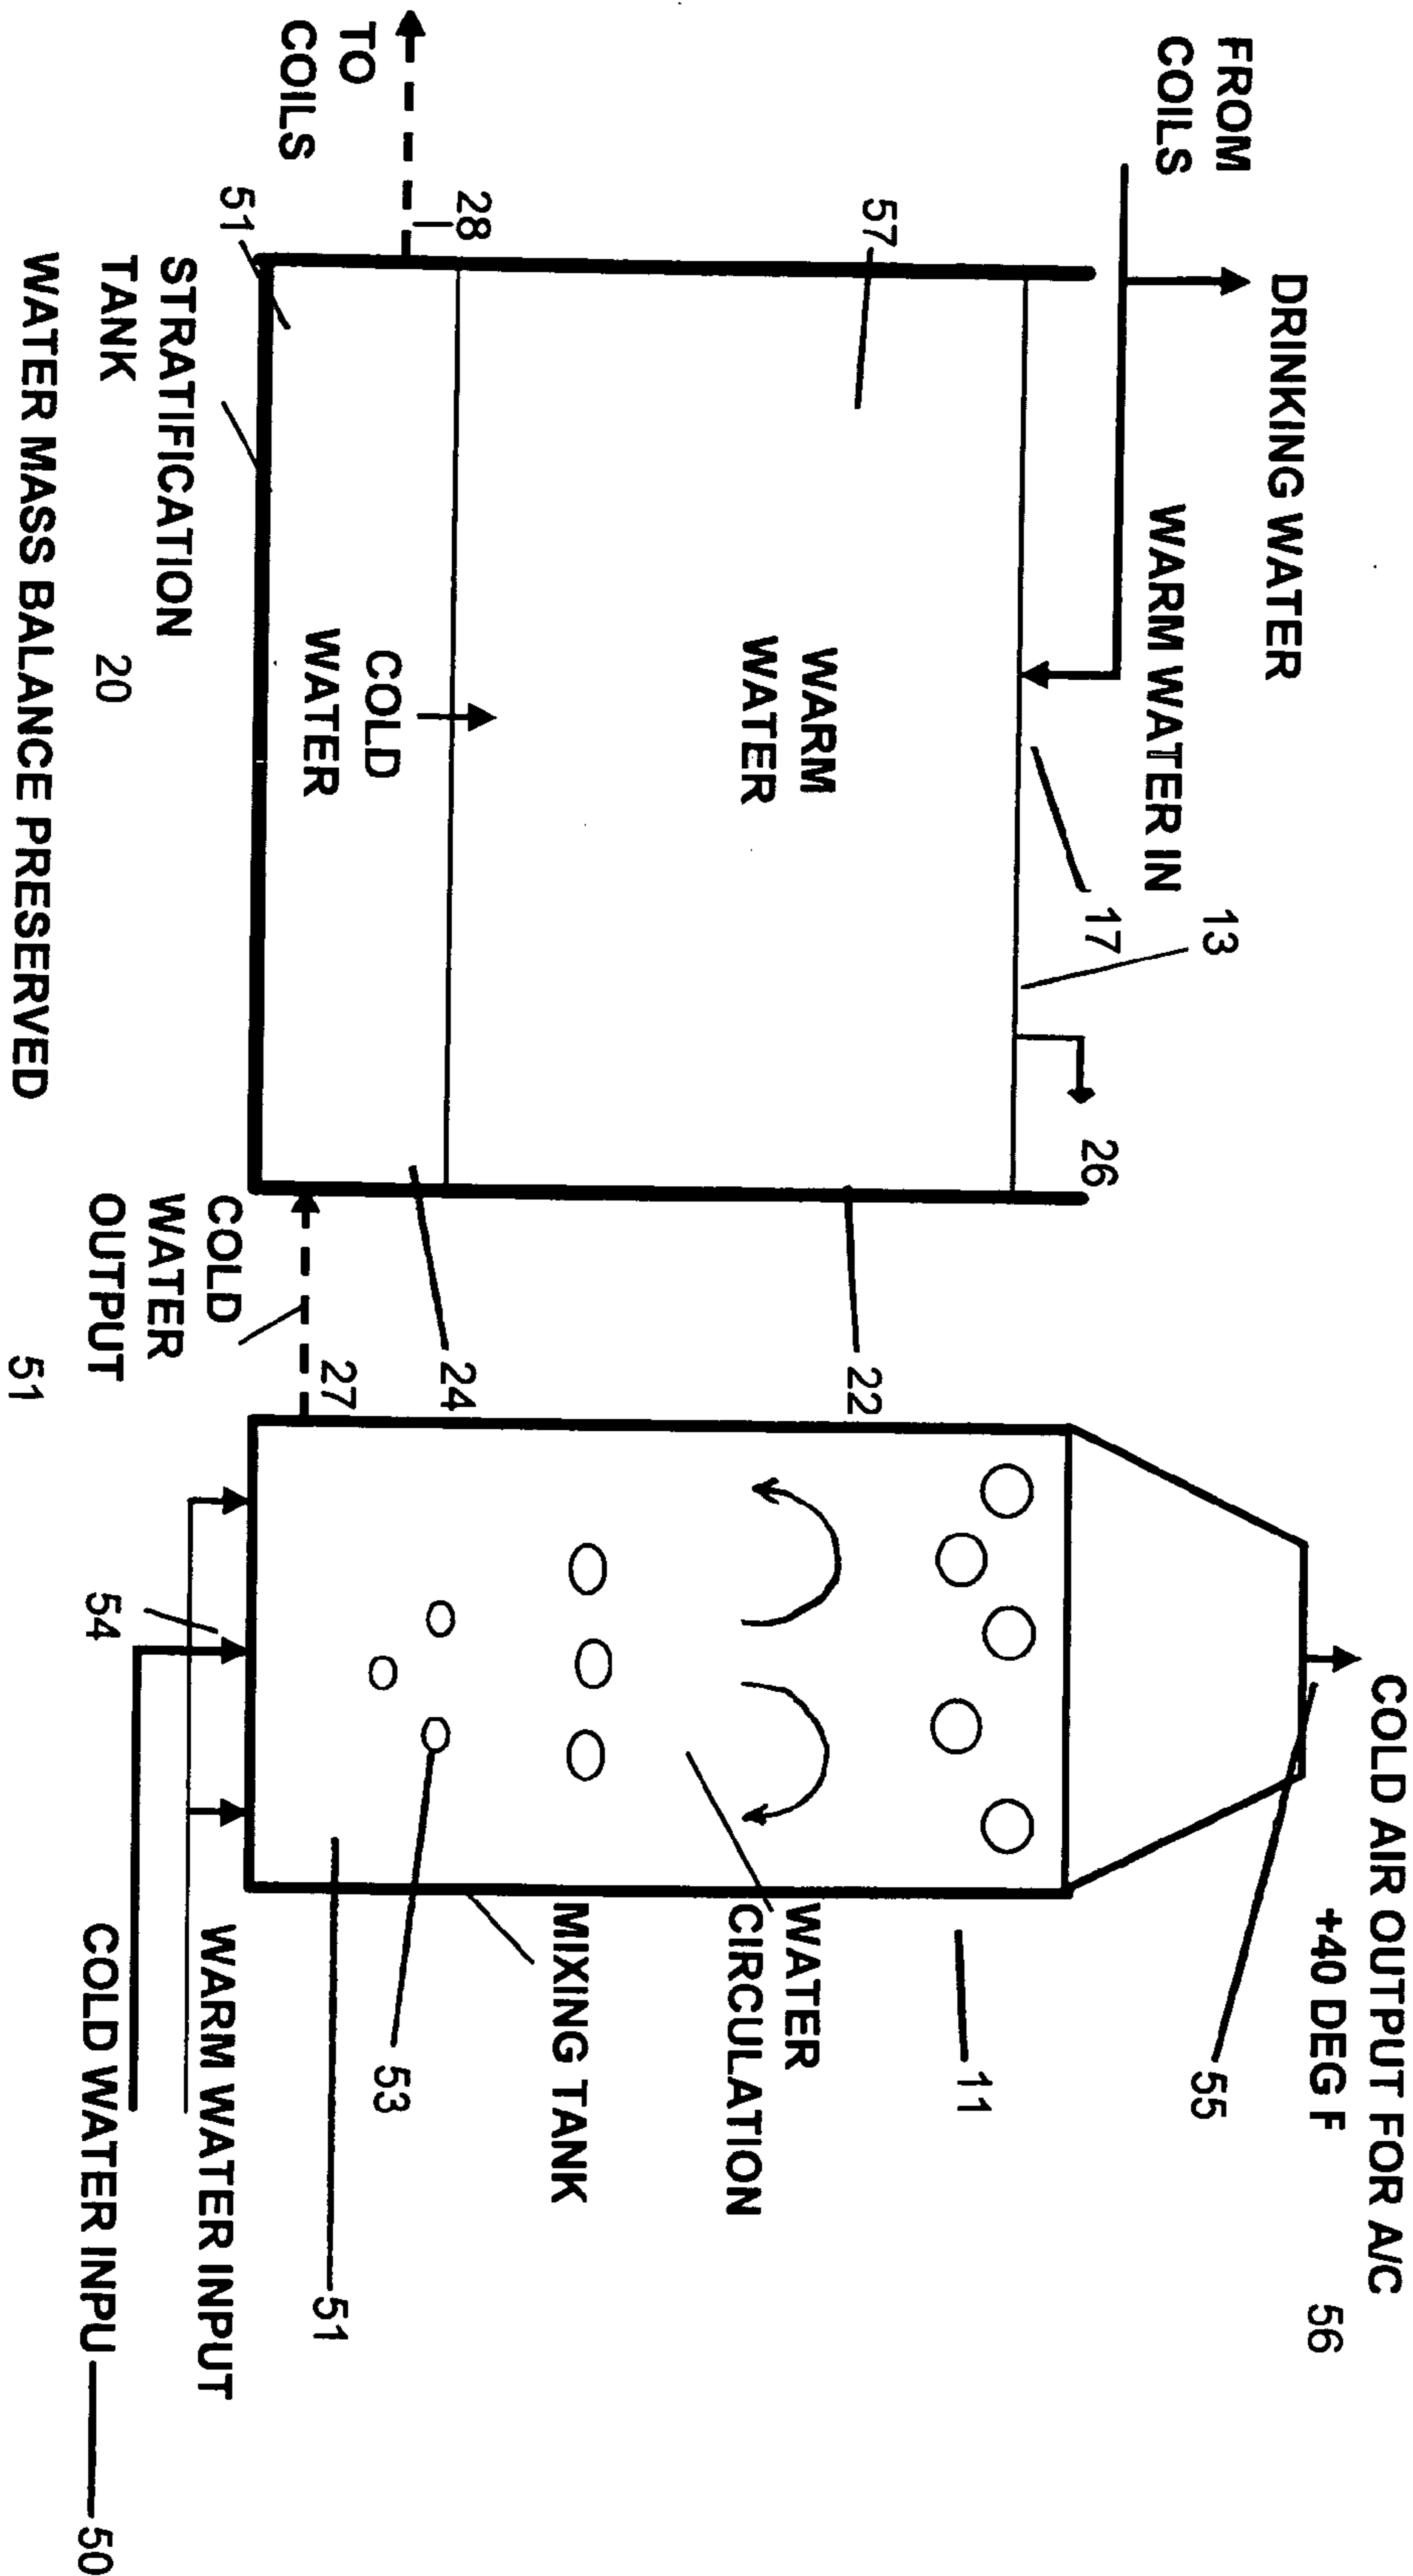 DRINKING WATER
FROM
COILS
WARM WATER IN
13
17
26
57
WARM
WATER
22
28
TO
COILS
COLD
WATER
24
27
51
STRATIFICATION
TANK
20
WATER MASS BALANCE PRESERVED
COLD
WATER
OUTPUT
51
COLD AIR OUTPUT FOR A/C
+40 DEG F
56
55
11
WATER
CIRCULATION
MIXING TANK
53
51
54
WARM WATER INPUT
COLD WATER INPU
50